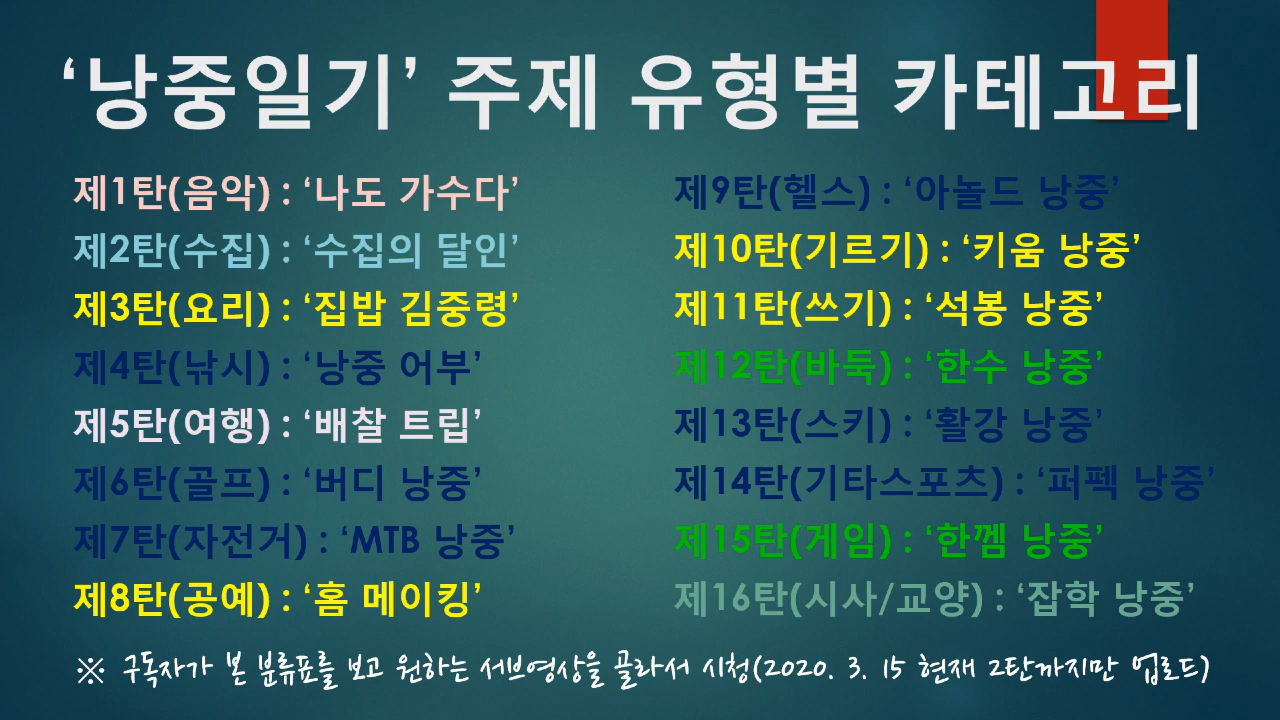 ‘낭중일기’ 주제 유형별 카테고리
제1탄(음악) : ‘나도 가수다’
제2탄(수집) : ‘수집의 달인’
제3탄(요리) : ‘집밥 김중령’
제4탄(낚시) : ‘낭중 어부’
제5탄(여행) : ‘배찰 트립’
제6탄(골프) : ‘버디 낭중’
제7탄(자전거) : ‘MTB 낭중’
제8탄(공예) : ‘홈 메이킹’
제9탄(헬스) : ‘아놀드 낭중’
제10탄(기르기) : ‘키움 낭중’
제11탄(쓰기) : ‘석봉 낭중’
제12탄(바둑) : ‘한수 낭중’
제13탄(스키) : ‘활강 낭중’
제14탄(기타스포츠) : ‘퍼펙 낭중’
제15탄(게임) : ‘한껨 낭중’
제16탄(시사/교양) : ‘잡학 낭중’
※ 구독자가 본 분류표를 보고 원하는 서브영상을 골라서 시청(2020. 3. 15 현재 2탄까지만 업로드)